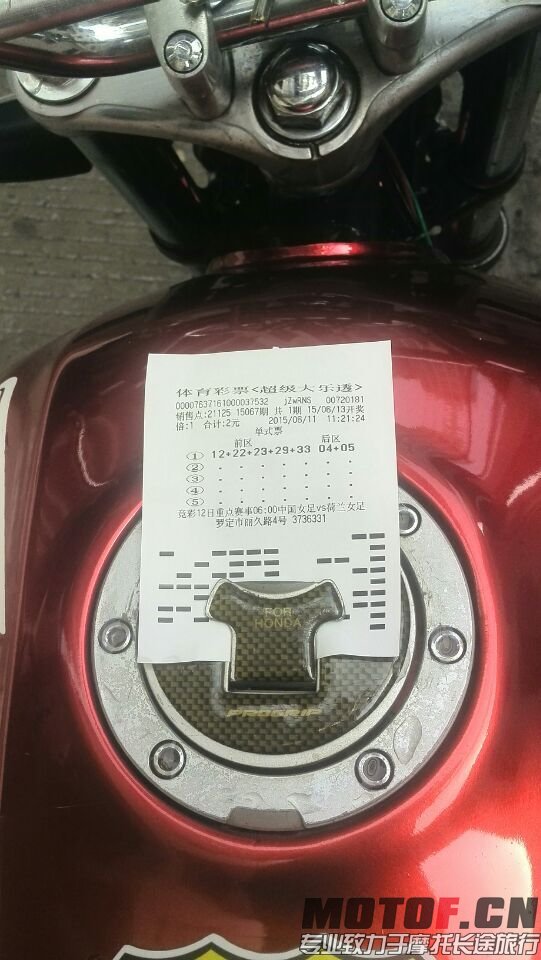 体育彩票<超级大乐透>
00007537161000037532 jZwRNS 00720181
销售点:21125 15067期 共 1期 15/06/13开奖
倍:1 合计:2元 2015/06/11 11:21:24
单式票
前区 后区
① 12+22+23+29+33 04+05
②
③
④
⑤
竞彩12日重点赛事06:00中国女足vs荷兰女足
罗定市丽久路4号 3736331
FOR
HONDA
PROGRIP
MOTOF.CN
专业致力于摩托长途旅行